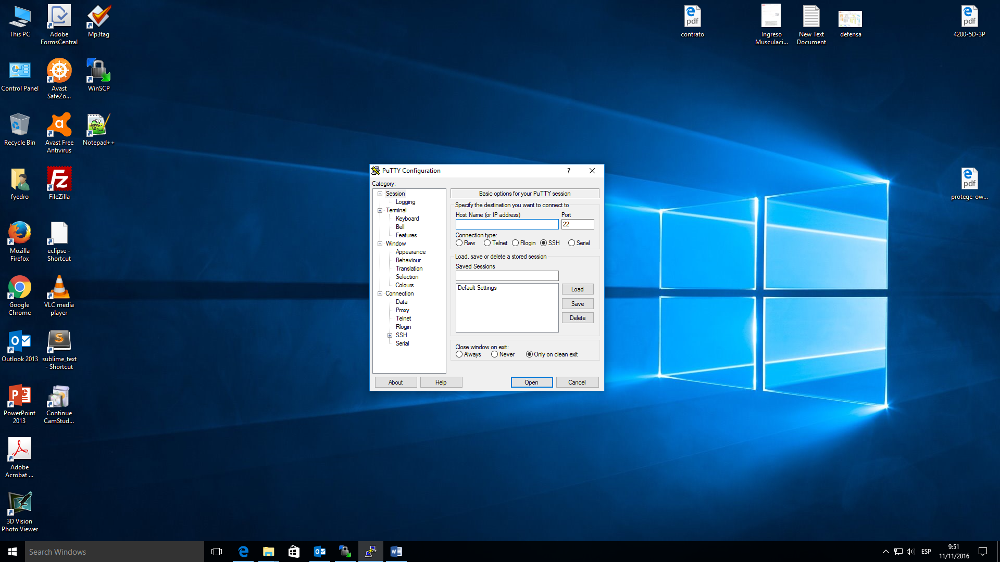 This PC
Adobe
FormsCentral
Mp3tag
contrato
pdf
Ingreso
Musculaci...
New Text
Document
defensa
4280-5D-3P
pdf
Control Panel
Avast
SafeZo...
WinSCP
Recycle Bin
Avast Free
Antivirus
Notepad++
fyedro
FileZilla
Fz
protege-ow...
pdf
Mozilla
Firefox
eclipse -
Shortcut
Google
Chrome
VLC media
player
Outlook 2013
sublime_text
- Shortcut
PowerPoint
2013
Continue
CamStud...
Adobe
Acrobat ...
3D Vision
Photo Viewer
PuTTY Configuration
?
Category:
Session
Logging
Terminal
Keyboard
Bell
Features
Window
Appearance
Behaviour
Translation
Selection
Colours
Connection
Data
Proxy
Telnet
Rlogin
SSH
Serial
Basic options for your PuTTY session
Specify the destination you want to connect to
Host Name (or IP address) Port
22
Connection type:
Raw Telnet Rlogin SSH Serial
Load, save or delete a stored session
Saved Sessions
Default Settings
Load
Save
Delete
Close window on exit:
Always Never Only on clean exit
About Help Open Cancel
Search Windows
ESP
9:51
11/11/2016